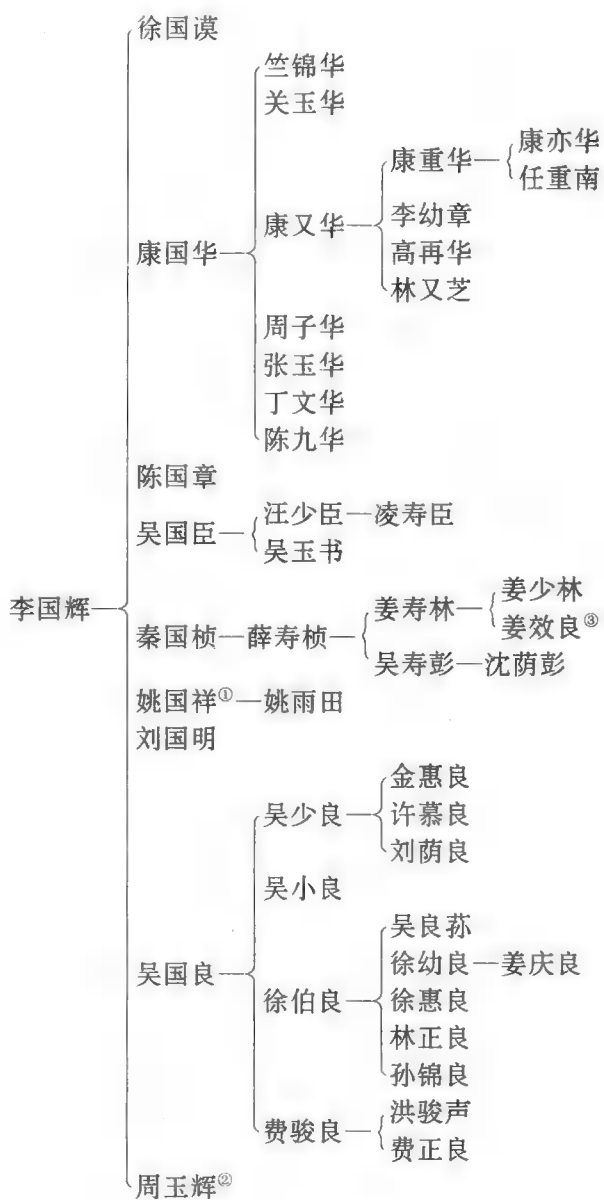 徐国谟
竺锦华
关玉华
康亦华
康重华
任重南
康又华
李幼章
康国华
高再华
林又芝
周子华
张玉华
丁文华
陈九华
陈国章
汪少臣—凌寿臣
吴国臣
吴玉书
李国辉
姜少林
姜寿林
秦国桢—薛寿桢
姜效良③
吴寿彭—沈荫彭
姚国祥①—姚雨田
刘国明
金惠良
吴少良
许慕良
刘荫良
吴小良
吴良荪
吴国良
徐幼良—姜庆良
徐伯良
徐惠良
林正良
孙锦良
洪骏声
费骏良
费正良
周玉辉②